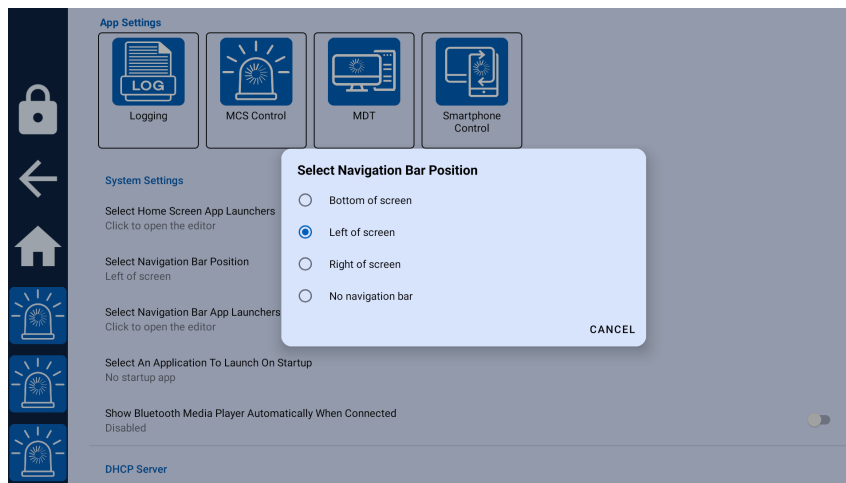 App Settings
LOG
Logging
MCS Control
MDT
Smartphone
Control
System Settings
Select Home Screen App Launchers
Click to open the editor
Select Navigation Bar Position
Left of screen
Select Navigation Bar App Launchers
Click to open the editor
Select An Application To Launch On Startup
No startup app
Show Bluetooth Media Player Automatically When Connected
Disabled
DHCP Server
Select Navigation Bar Position
Bottom of screen
Left of screen
Right of screen
No navigation bar
CANCEL